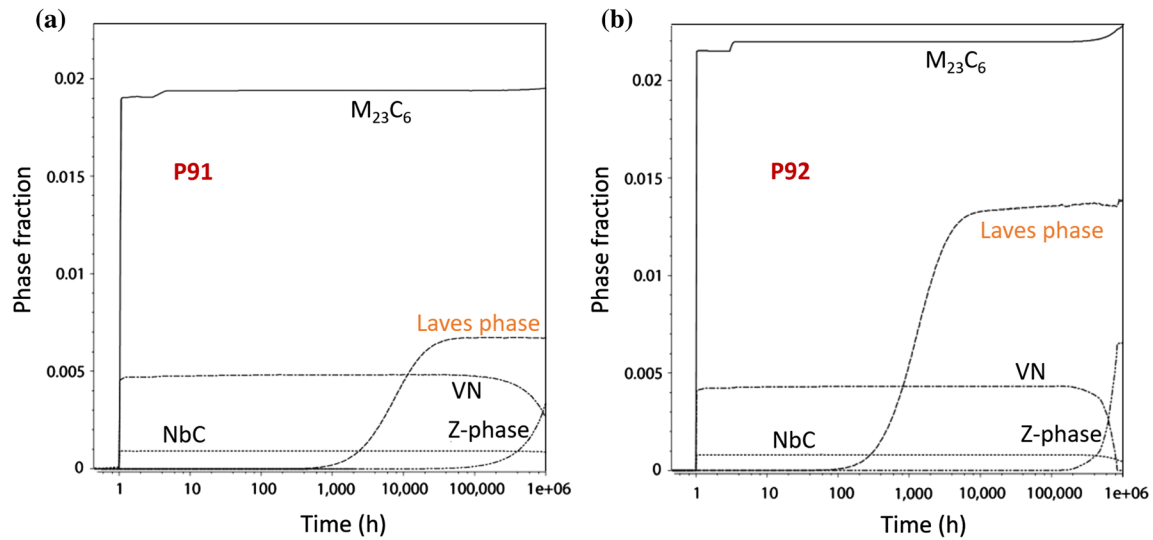 (a)
Phase fraction
0.02
0.015
0.01
0.005
0
P91
M₂₃C₆
Laves phase
VN
NbC
Z-phase
1 10 100 1,000 10,000 100,000 1e+06
Time (h)
(b)
Phase fraction
0.02
0.015
0.01
0.005
0
P92
M₂₃C₆
Laves phase
VN
NbC
Z-phase
1 10 100 1,000 10,000 100,000 1e+06
Time (h)